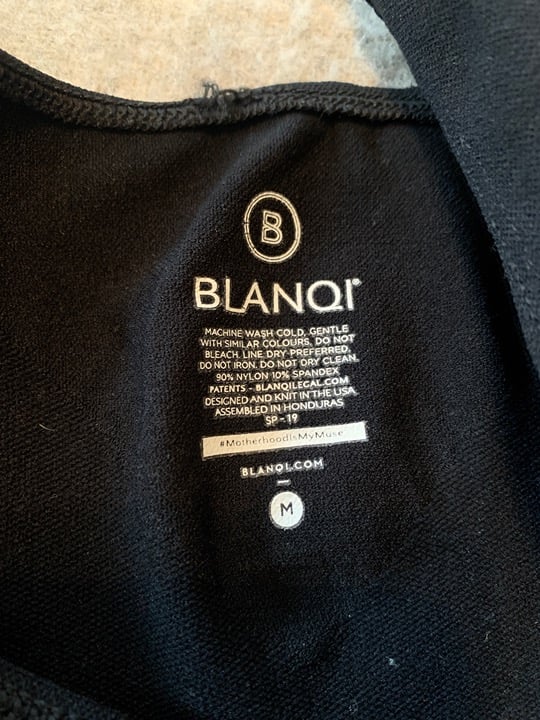 B
BLANQI®
MACHINE WASH COLD, GENTLE
WITH SIMILAR COLOURS, DO NOT
BLEACH. LINE DRY PREFERRED.
DO NOT IRON. DO NOT DRY CLEAN.
90% NYLON 10% SPANDEX
PATENTS - BLANQILEGAL.COM
DESIGNED AND KNIT IN THE USA
ASSEMBLED IN HONDURAS
SP - 19
#MotherhoodIsMyMuse
BLANQI.COM
M